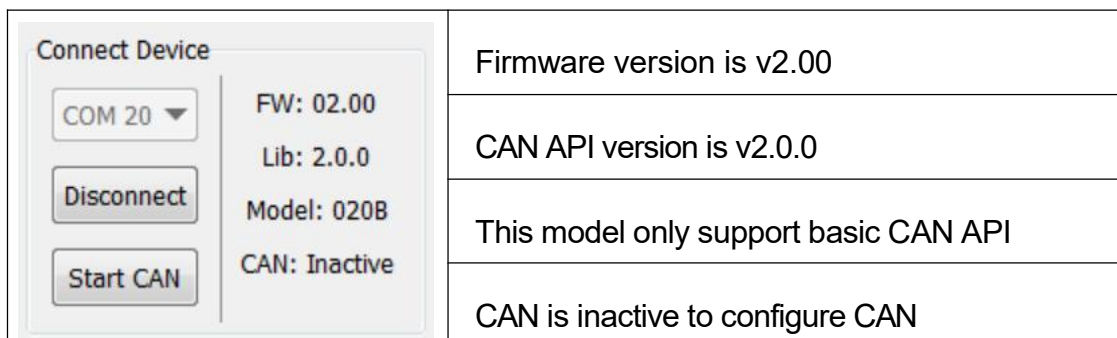 Connect Device
COM 20
Disconnect
Start CAN
FW: 02.00
Lib: 2.0.0
Model: 020B
CAN: Inactive
Firmware version is v2.00
CAN API version is v2.0.0
This model only support basic CAN API
CAN is inactive to configure CAN